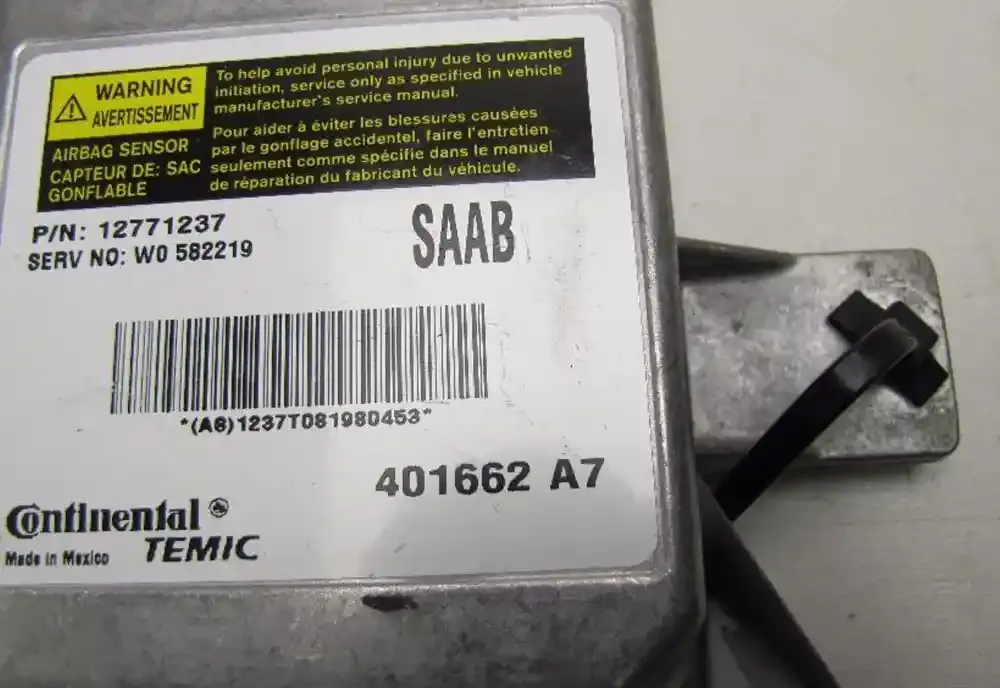 WARNING
AVERTISSEMENT
AIRBAG SENSOR
CAPTEUR DE: SAC
GONFLABLE
To help avoid personal injury due to unwanted
initiation, service only as specified in vehicle
manufacturer's service manual.
Pour aider à éviter les blessures causées
par le gonflage accidentel, faire l'entretien
seulement comme spécifie dans le manuel
de réparation du fabricant du véhicule.
P/N: 12771237
SERV NO: W0 582219
SAAB
*(A8)1237T081980453*
401662 A7
Continental
TEMIC
Made in Mexico